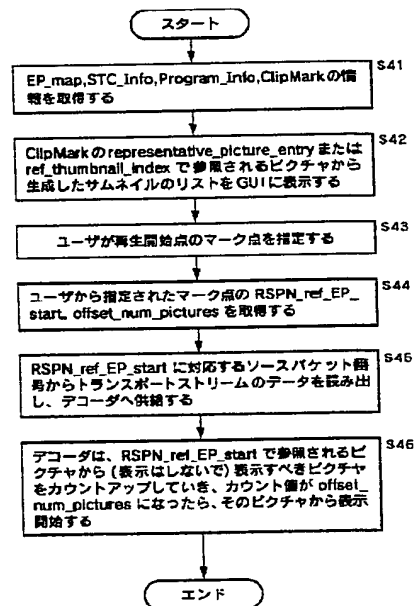 スタート
S41
EP_map,STC_Info,Program_Info,ClipMarkの情
報を取得する
S42
ClipMarkのrepresentative_picture_entryまたは
ref_thumbnail_indexで参照されるピクチャから
生成したサムネイルのリストをGUIに表示する
S43
ユーザが再生開始点のマーク点を指定する
S44
ユーザから指定されたマーク点のRSPN_ref_EP_
start、offset_num_picturesを取得する
S45
RSPN_ref_EP_startに対応するソースパケット番
号からトランスポートストリームのデータを読み出
し、デコーダへ供給する
S46
デコーダは、RSPN_ref_EP_startで参照されるピ
クチャから(表示はしないで)表示すべきピクチャ
をカウントアップしていき、カウント値がoffset_
num_picturesになったら、そのピクチャから表示
開始する
エンド